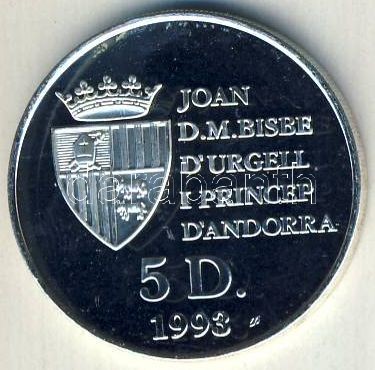 JOAN
D.M.BISBE
D'URGELL
I PRINCEP
D'ANDORRA
5 D.
1993